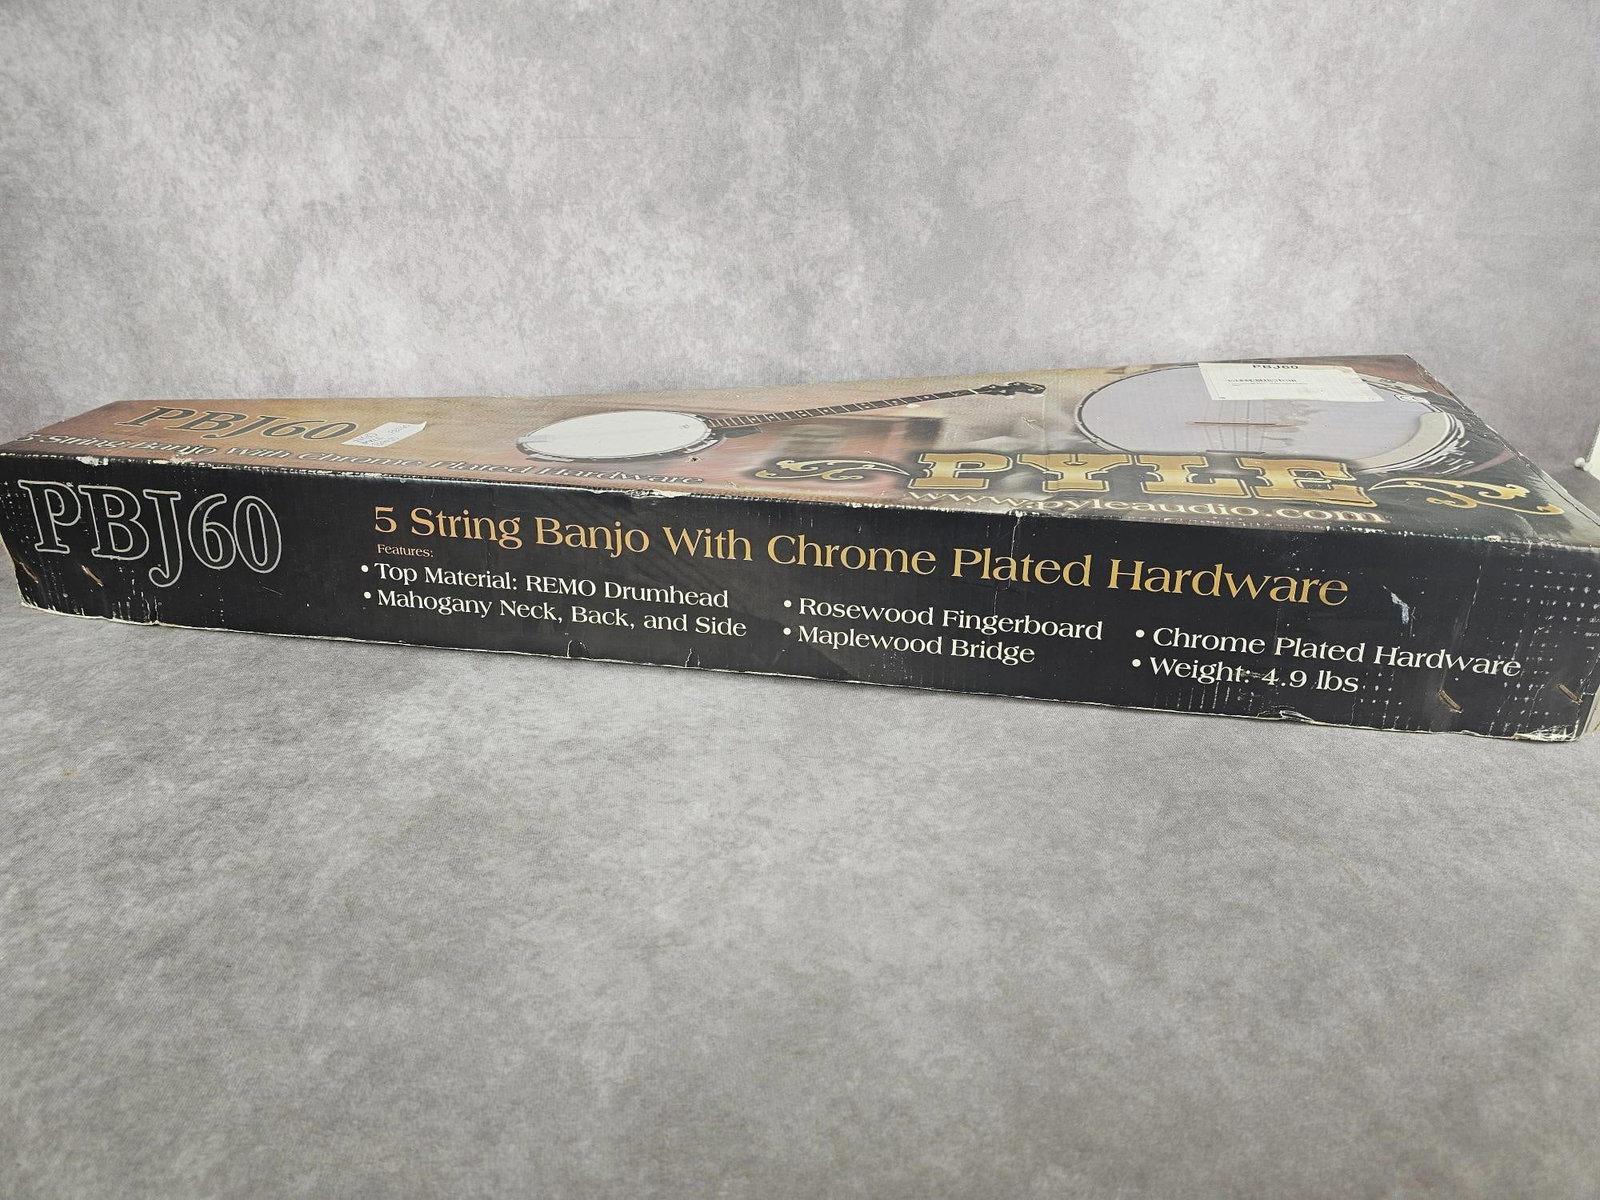 PBJ60
5 String Banjo With Chrome Plated Hardware
PBJ60
PYLE
www.pyleaudio.com
PBJ60
5 String Banjo With Chrome Plated Hardware
Features:
• Top Material: REMO Drumhead
• Mahogany Neck, Back, and Side
• Rosewood Fingerboard
• Maplewood Bridge
• Chrome Plated Hardware
• Weight: 4.9 lbs